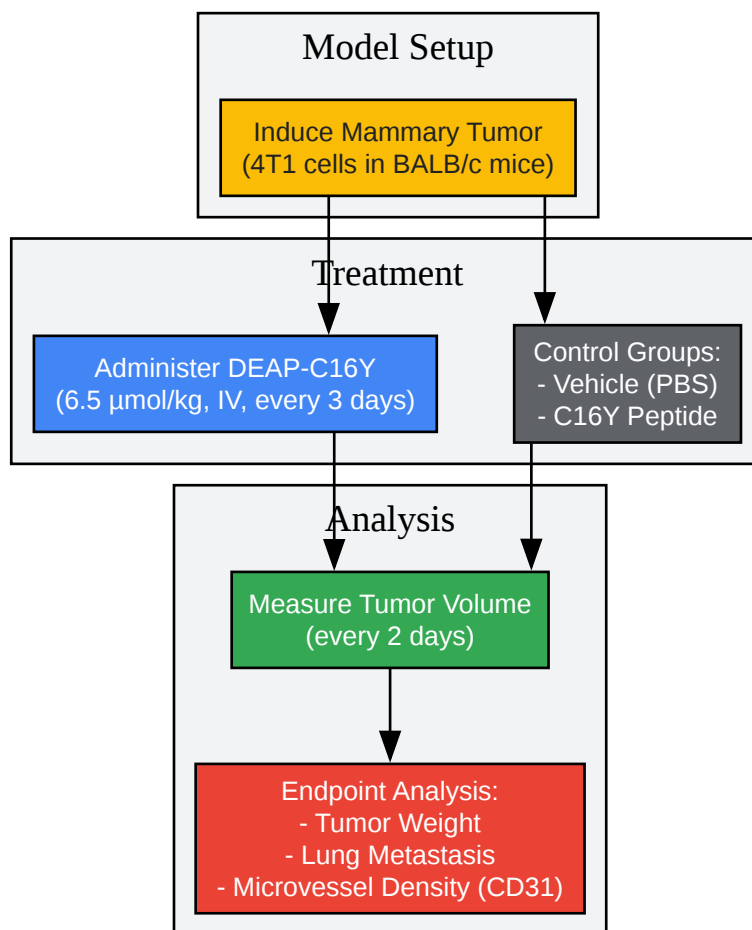 Model Setup
Induce Mammary Tumor
(4T1 cells in BALB/c mice)
Treatment
Administer DEAP-C16Y
(6.5 µmol/kg, IV, every 3 days)
Control Groups:
- Vehicle (PBS)
- C16Y Peptide
Analysis
Measure Tumor Volume
(every 2 days)
Endpoint Analysis:
- Tumor Weight
- Lung Metastasis
- Microvessel Density (CD31)